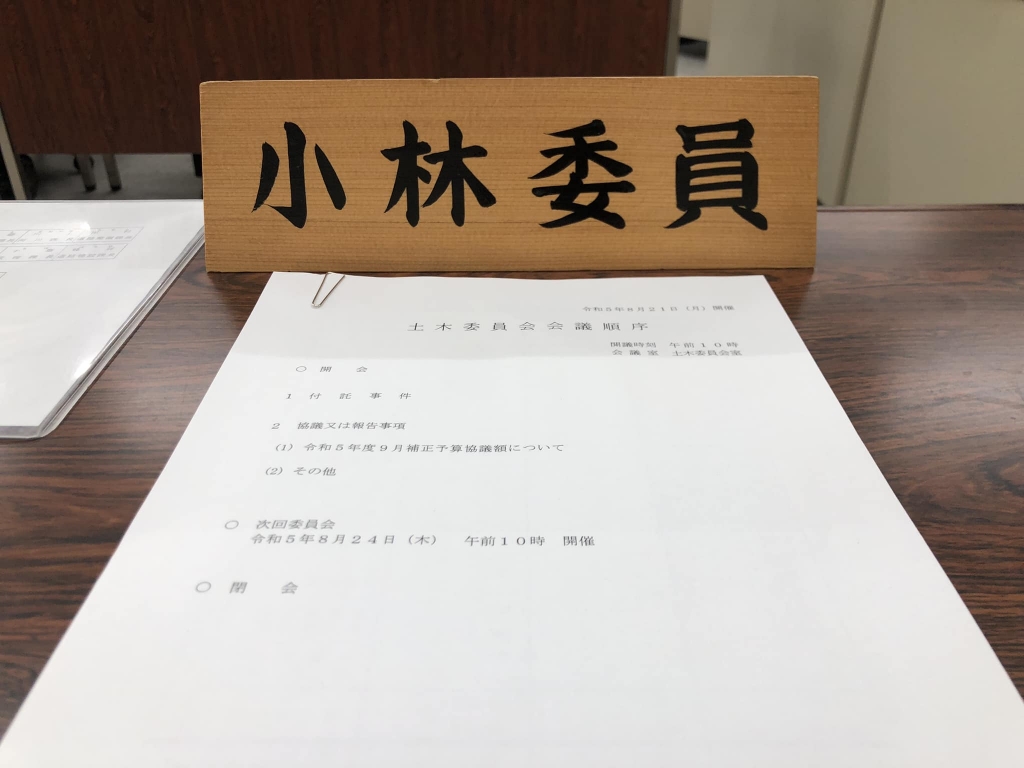 小林委員
令和5年8月21日（月）開催
土木委員会会議順序
開議時刻　午前10時
会議室　土木委員会室
○　開　会
1　付託事件
2　協議又は報告事項
(1)　令和5年度9月補正予算協議額について
(2)　その他
○　次回委員会
令和5年8月24日（木）　午前10時　開催
○　閉　会